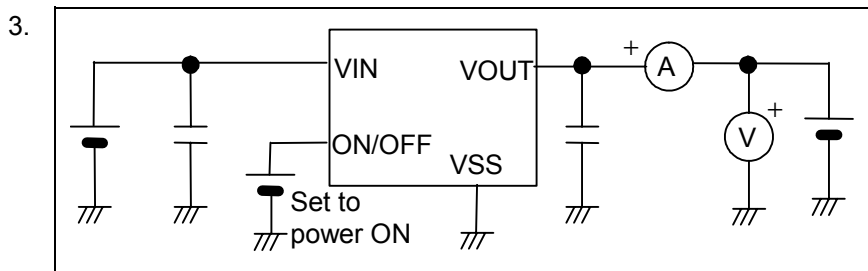 3.
VIN
VOUT
+
A
ON/OFF
VSS
V
+
Set to
power ON